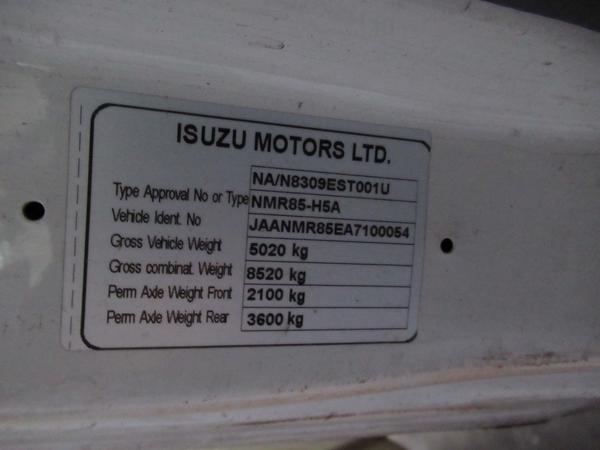 ISUZU MOTORS LTD.
NA/N8309EST001U
Type Approval No or Type NMR85-H5A
Vehicle Ident. No JAANMR85EA7100054
Gross Vehicle Weight 5020 kg
Gross combinat. Weight 8520 kg
Perm Axle Weight Front 2100 kg
Perm Axle Weight Rear 3600 kg